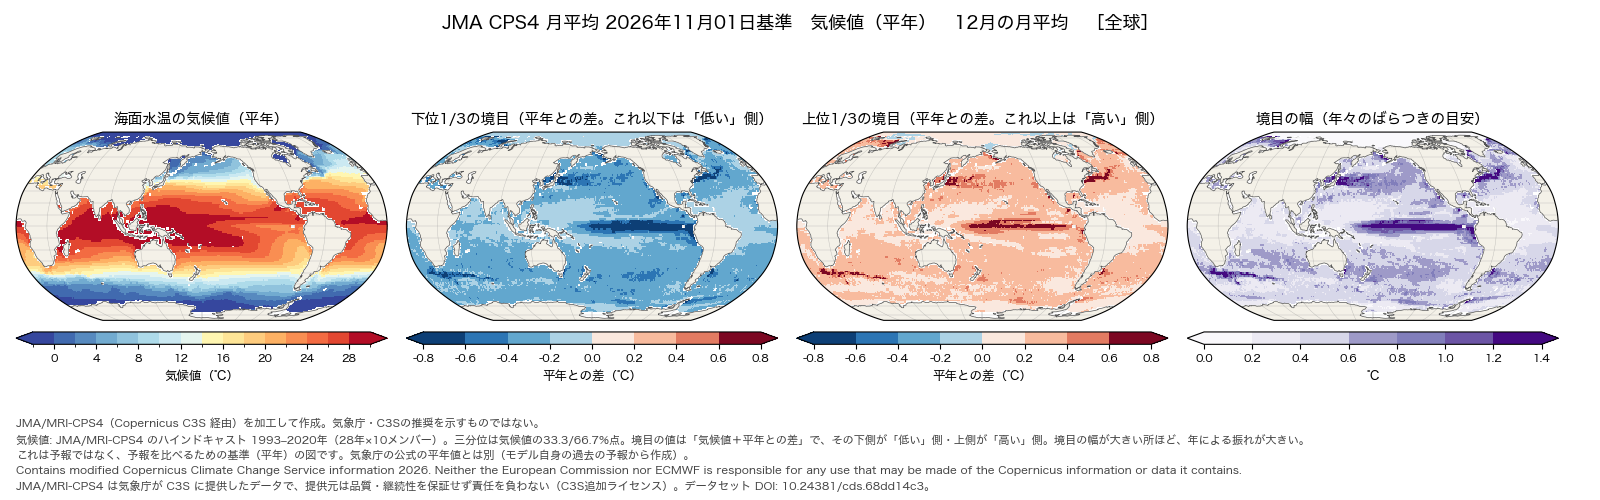 JMA CPS4 月平均 2026年11月01日基準　気候値（平年）　12月の月平均　［全球］
海面水温の気候値（平年）
下位1/3の境目（平年との差。これ以下は「低い」側）
上位1/3の境目（平年との差。これ以上は「高い」側）
境目の幅（年々のばらつきの目安）
0 4 8 12 16 20 24 28
-0.8 -0.6 -0.4 -0.2 0.0 0.2 0.4 0.6 0.8
-0.8 -0.6 -0.4 -0.2 0.0 0.2 0.4 0.6 0.8
0.0 0.2 0.4 0.6 0.8 1.0 1.2 1.4
気候値（℃）
平年との差（℃）
平年との差（℃）
℃
JMA/MRI-CPS4（Copernicus C3S 経由）を加工して作成。気象庁・C3Sの推奨を示すものではない。
気候値: JMA/MRI-CPS4 のハインドキャスト 1993–2020年（28年×10メンバー）。三分位は気候値の33.3/66.7%点。境目の値は「気候値＋平年との差」で、その下側が「低い」側・上側が「高い」側。境目の幅が大きい所ほど、年による振れが大きい。
これは予報ではなく、予報を比べるための基準（平年）の図です。気象庁の公式の平年値とは別（モデル自身の過去の予報から作成）。
Contains modified Copernicus Climate Change Service information 2026. Neither the European Commission nor ECMWF is responsible for any use that may be made of the Copernicus information or data it contains.
JMA/MRI-CPS4 は気象庁が C3S に提供したデータで、提供元は品質・継続性を保証せず責任を負わない（C3S追加ライセンス）。データセット DOI: 10.24381/cds.68dd14c3。